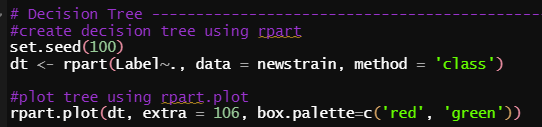 # Decision Tree -----------------------------------------
#create decision tree using rpart
set.seed(100)
dt <- rpart(Label~., data = newstrain, method = 'class')
#plot tree using rpart.plot
rpart.plot(dt, extra = 106, box.palette=c('red', 'green'))